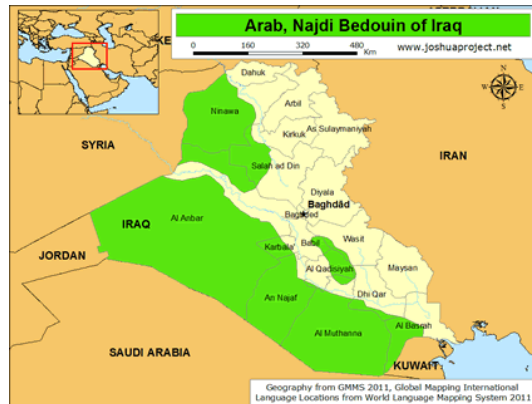 Arab, Najdi Bedouin of Iraq
0 80 160 320 480
Km
www.joshuaproject.net
SYRIA
IRAN
JORDAN
IRAQ
SAUDI ARABIA
KUWAIT
Dahuk
Ninawa
Arbil
Kirkuk
As Sulaymaniyah
Salah ad Din
Diyala
Baghdad
Baghdâd
Al Anbar
Karbala'
Babil
Wasit
Al Qadisiyah
Maysan
An Najaf
Dhi Qar
Al Muthanna
Al Basrah
Geography from GMMS 2011, Global Mapping International
Language Locations from World Language Mapping System 2011